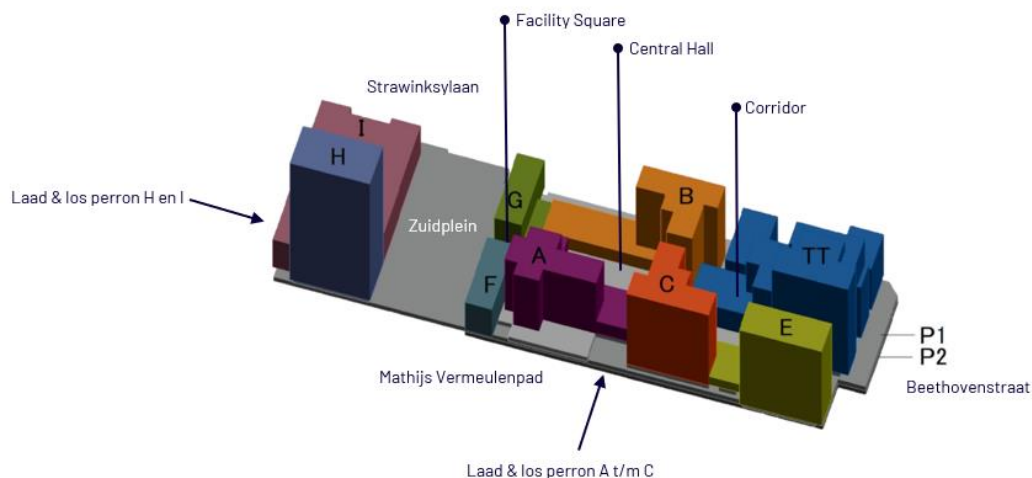 Facility Square
Central Hall
Strawinksylaan
Corridor
I
H
Laad & los perron H en I
Zuidplein
G
B
A
F
C
TT
E
P1
P2
Mathijs Vermeulenpad
Beethovenstraat
Laad & los perron A t/m C